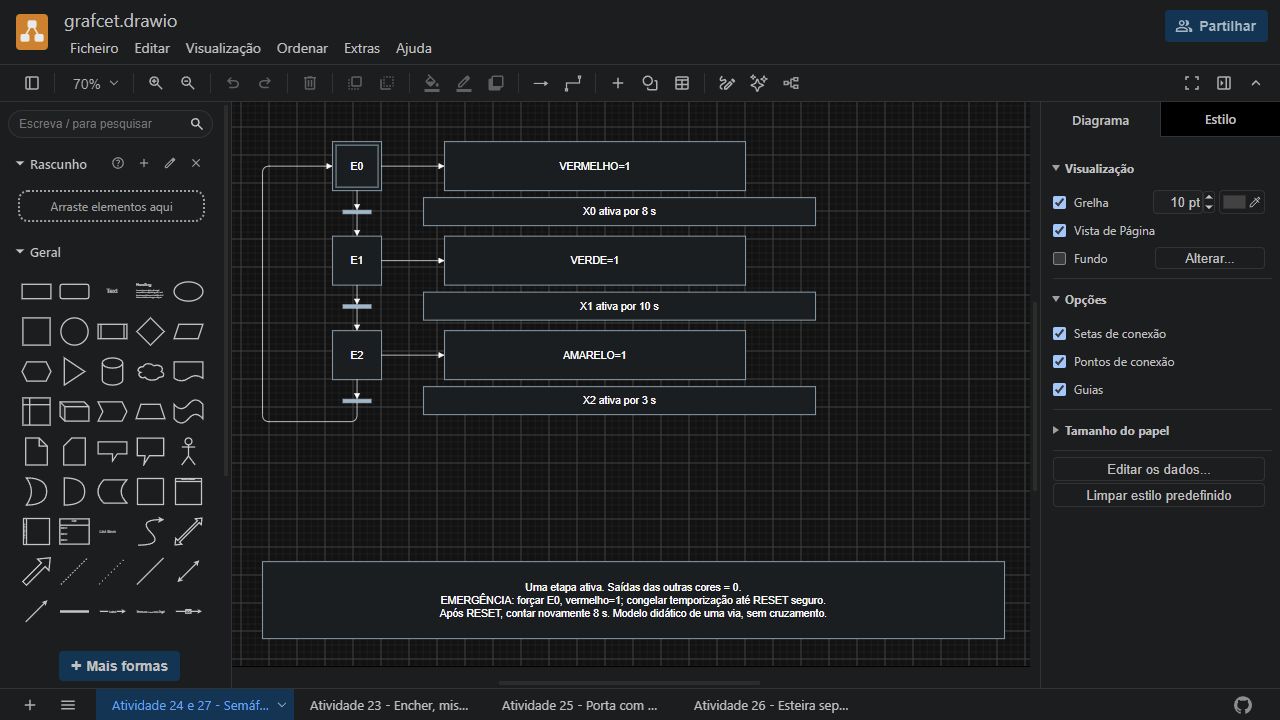 grafcet.drawio
Ficheiro Editar Visualização Ordenar Extras Ajuda
Partilhar
70%
Escreva / para pesquisar
Rascunho
Arraste elementos aqui
Geral
Text
Heading
List Item
+ Mais formas
E0
VERMELHO=1
X0 ativa por 8 s
E1
VERDE=1
X1 ativa por 10 s
E2
AMARELO=1
X2 ativa por 3 s
Uma etapa ativa. Saídas das outras cores = 0.
EMERGÊNCIA: forçar E0, vermelho=1; congelar temporização até RESET seguro.
Após RESET, contar novamente 8 s. Modelo didático de uma via, sem cruzamento.
Diagrama Estilo
Visualização
Grelha 10 pt
Vista de Página
Fundo Alterar...
Opções
Setas de conexão
Pontos de conexão
Guias
Tamanho do papel
Editar os dados...
Limpar estilo predefinido
Atividade 24 e 27 - Semáf... Atividade 23 - Encher, mis... Atividade 25 - Porta com ... Atividade 26 - Esteira sep...